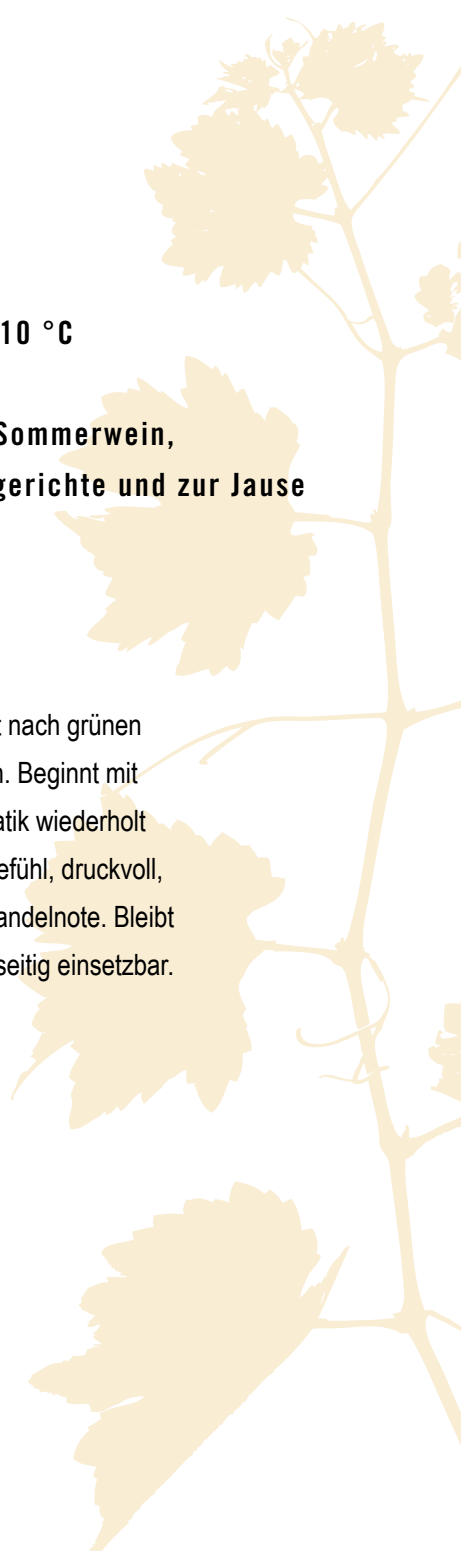 10 °C
Sommerwein,
gerichte und zur Jause
t nach grünen
n. Beginnt mit
atik wiederholt
efühl, druckvoll,
andelnote. Bleibt
seitig einsetzbar.